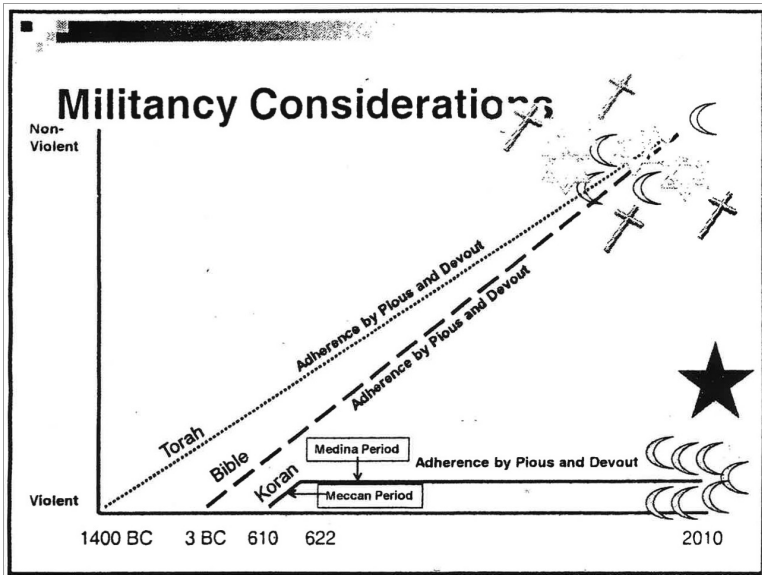 Militancy Considerations
Non-
Violent
Adherence by Pious and Devout
Adherence by Pious and Devout
Torah
Bible
Koran
Medina Period
Adherence by Pious and Devout
Meccan Period
Violent
1400 BC 3 BC 610 622 2010